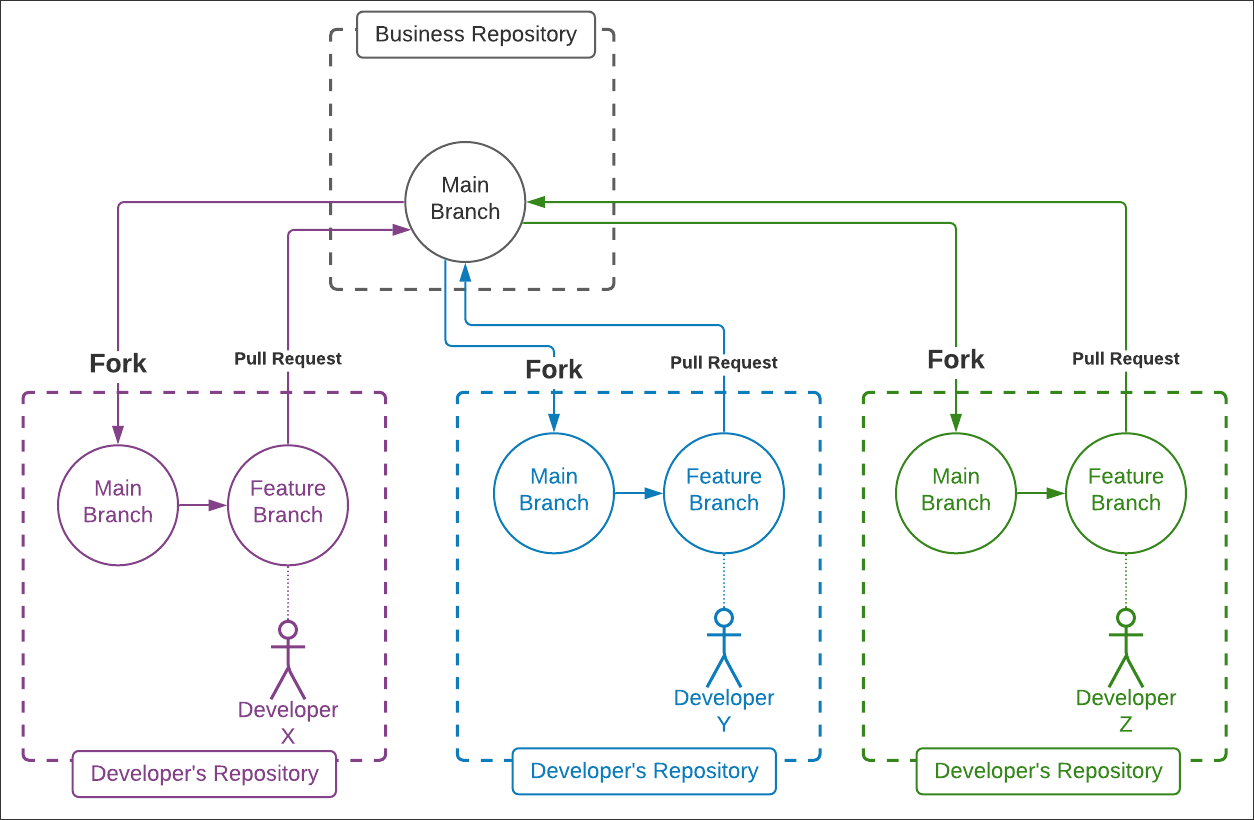 Business Repository
Main
Branch
Fork
Pull Request
Fork
Pull Request
Fork
Pull Request
Main
Branch
Feature
Branch
Developer
X
Developer's Repository
Main
Branch
Feature
Branch
Developer
Y
Developer's Repository
Main
Branch
Feature
Branch
Developer
Z
Developer's Repository